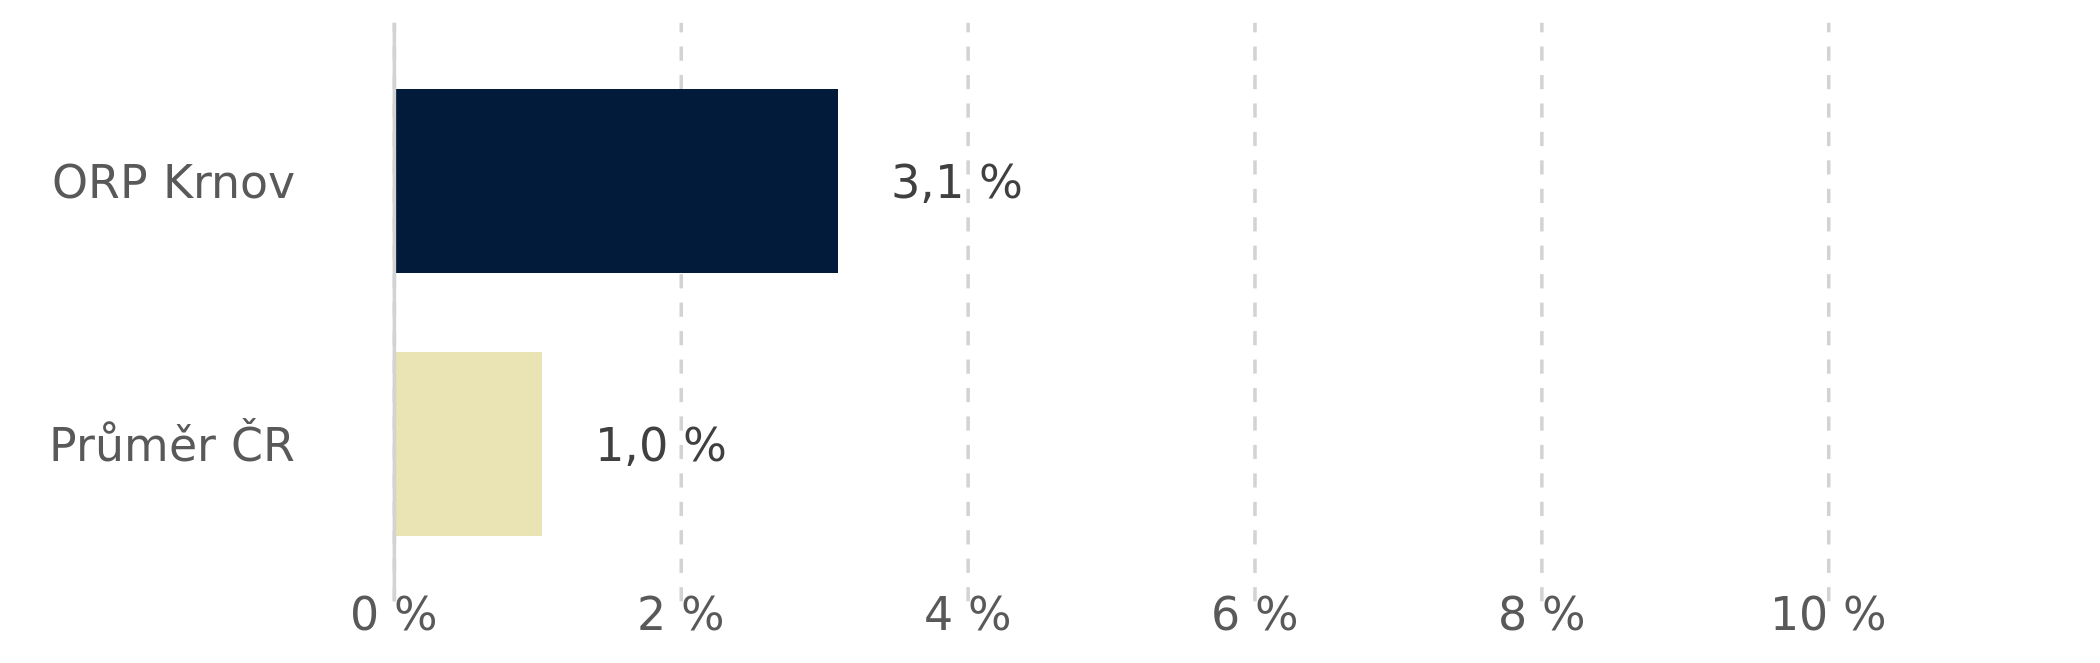 ORP Krnov
3,1 %
Průměr ČR
1,0 %
0 % 2 % 4 % 6 % 8 % 10 %